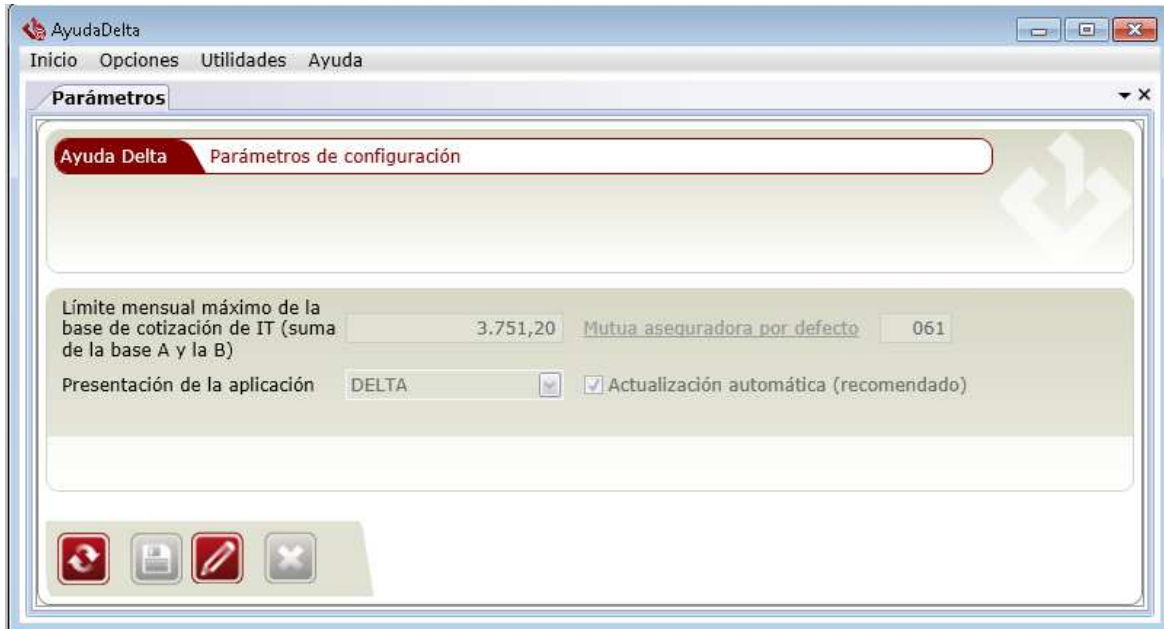 AyudaDelta
Inicio Opciones Utilidades Ayuda
Parámetros
Ayuda Delta Parámetros de configuración
Límite mensual máximo de la
base de cotización de IT (suma
de la base A y la B)
3.751,20 Mutua aseguradora por defecto 061
Presentación de la aplicación DELTA Actualización automática (recomendado)